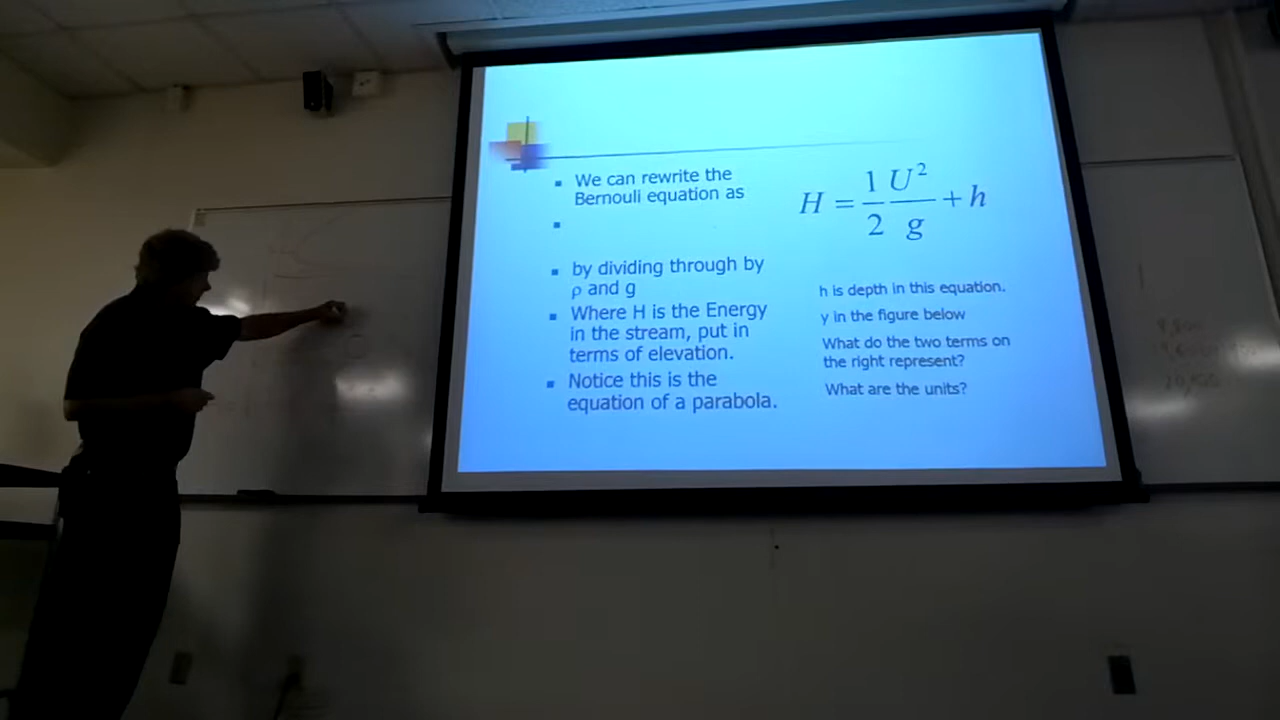 We can rewrite the
Bernouli equation as
by dividing through by
ρ and g
Where H is the Energy
in the stream, put in
terms of elevation.
Notice this is the
equation of a parabola.
H = 1/2 U²/g + h
h is depth in this equation.
y in the figure below
What do the two terms on
the right represent?
What are the units?